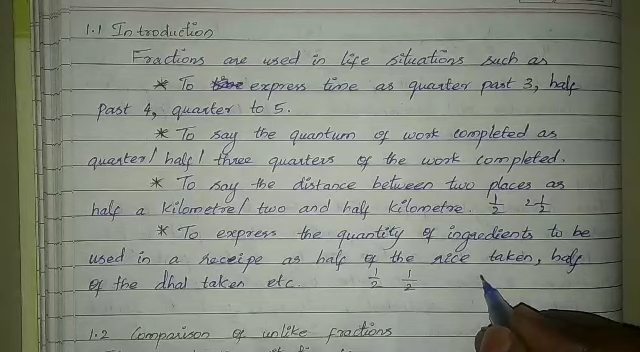 1.1 Introduction
Fractions are used in life situations such as
* To express time as quarter past 3, half
past 4, quarter to 5.
* To say the quantum of work completed as
quarter/half/three quarters of the work completed.
* To say the distance between two places as
half a kilometre/two and half kilometre. 1/2 2 1/2
* To express the quantity of ingredients to be
used in a receipe as half of the rice taken, half
of the dhal taken etc. 1/2 1/2
1.2 Comparison of unlike fractions